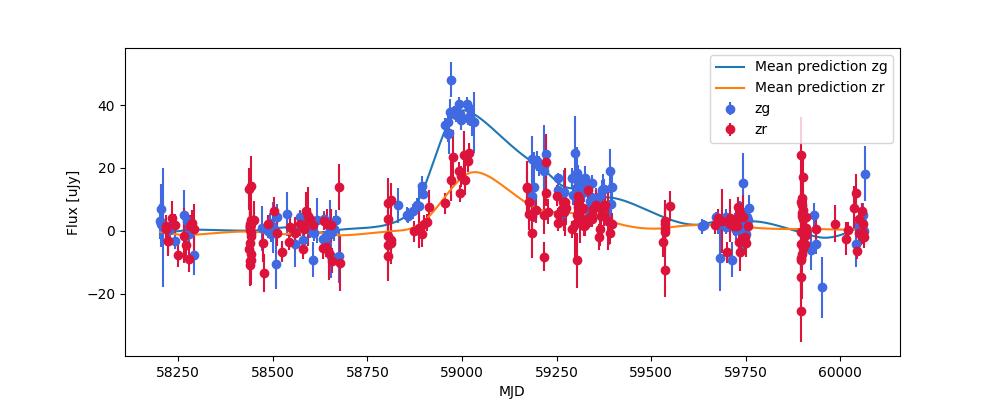 Mean prediction zg
Mean prediction zr
zg
zr
Flux [uJy]
40
20
0
−20
58250
58500
58750
59000
59250
59500
59750
60000
MJD